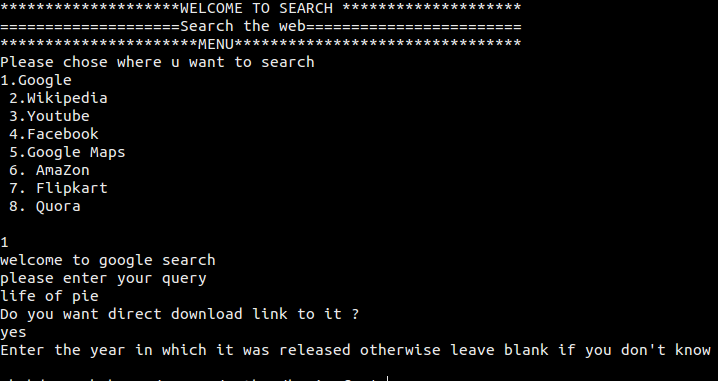 ********************WELCOME TO SEARCH ********************
====================Search the web========================
**********************MENU********************************
Please chose where u want to search
1.Google
2.Wikipedia
3.Youtube
4.Facebook
5.Google Maps
6. AmaZon
7. Flipkart
8. Quora
1
welcome to google search
please enter your query
life of pie
Do you want direct download link to it ?
yes
Enter the year in which it was released otherwise leave blank if you don't know